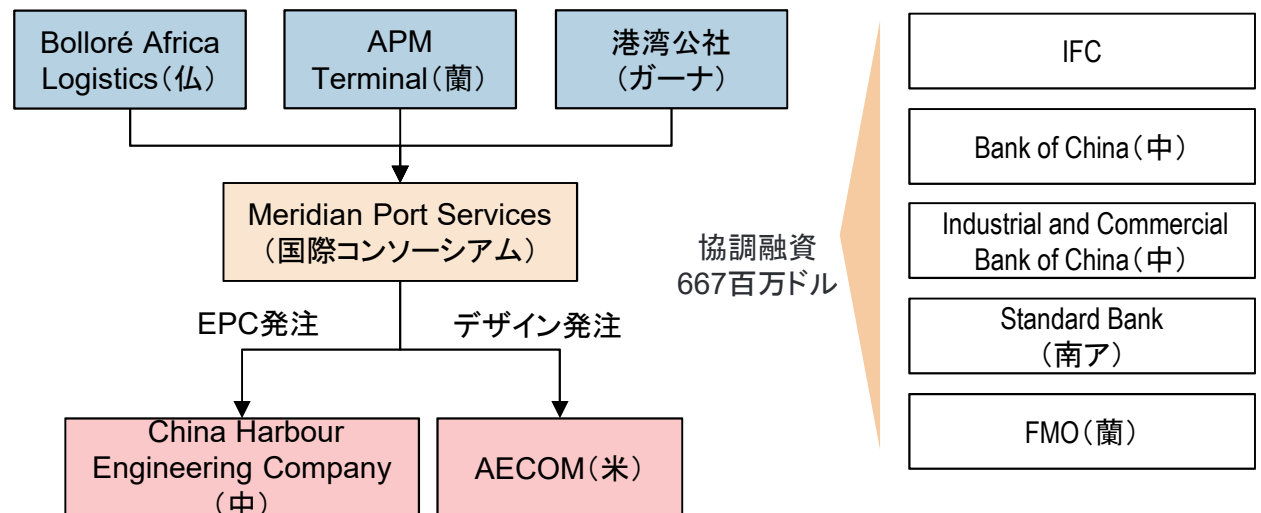 Bolloré Africa
Logistics（仏）
APM
Terminal（蘭）
港湾公社
（ガーナ）
Meridian Port Services
（国際コンソーシアム）
EPC発注
デザイン発注
China Harbour
Engineering Company
（中）
AECOM（米）
協調融資
667百万ドル
IFC
Bank of China（中）
Industrial and Commercial
Bank of China（中）
Standard Bank
（南ア）
FMO（蘭）